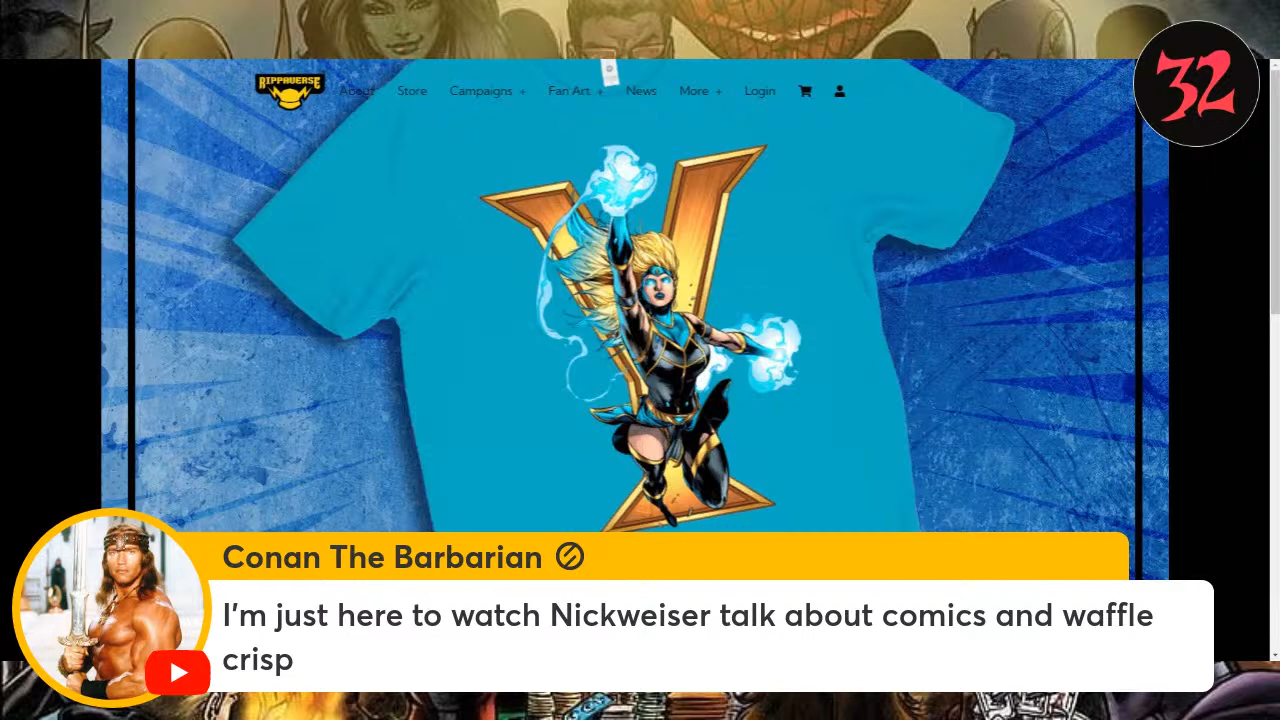 RIPPAVERSE
About Store Campaigns + Fan Art + News More + Login
32
Y
Conan The Barbarian
I'm just here to watch Nickweiser talk about comics and waffle
crisp